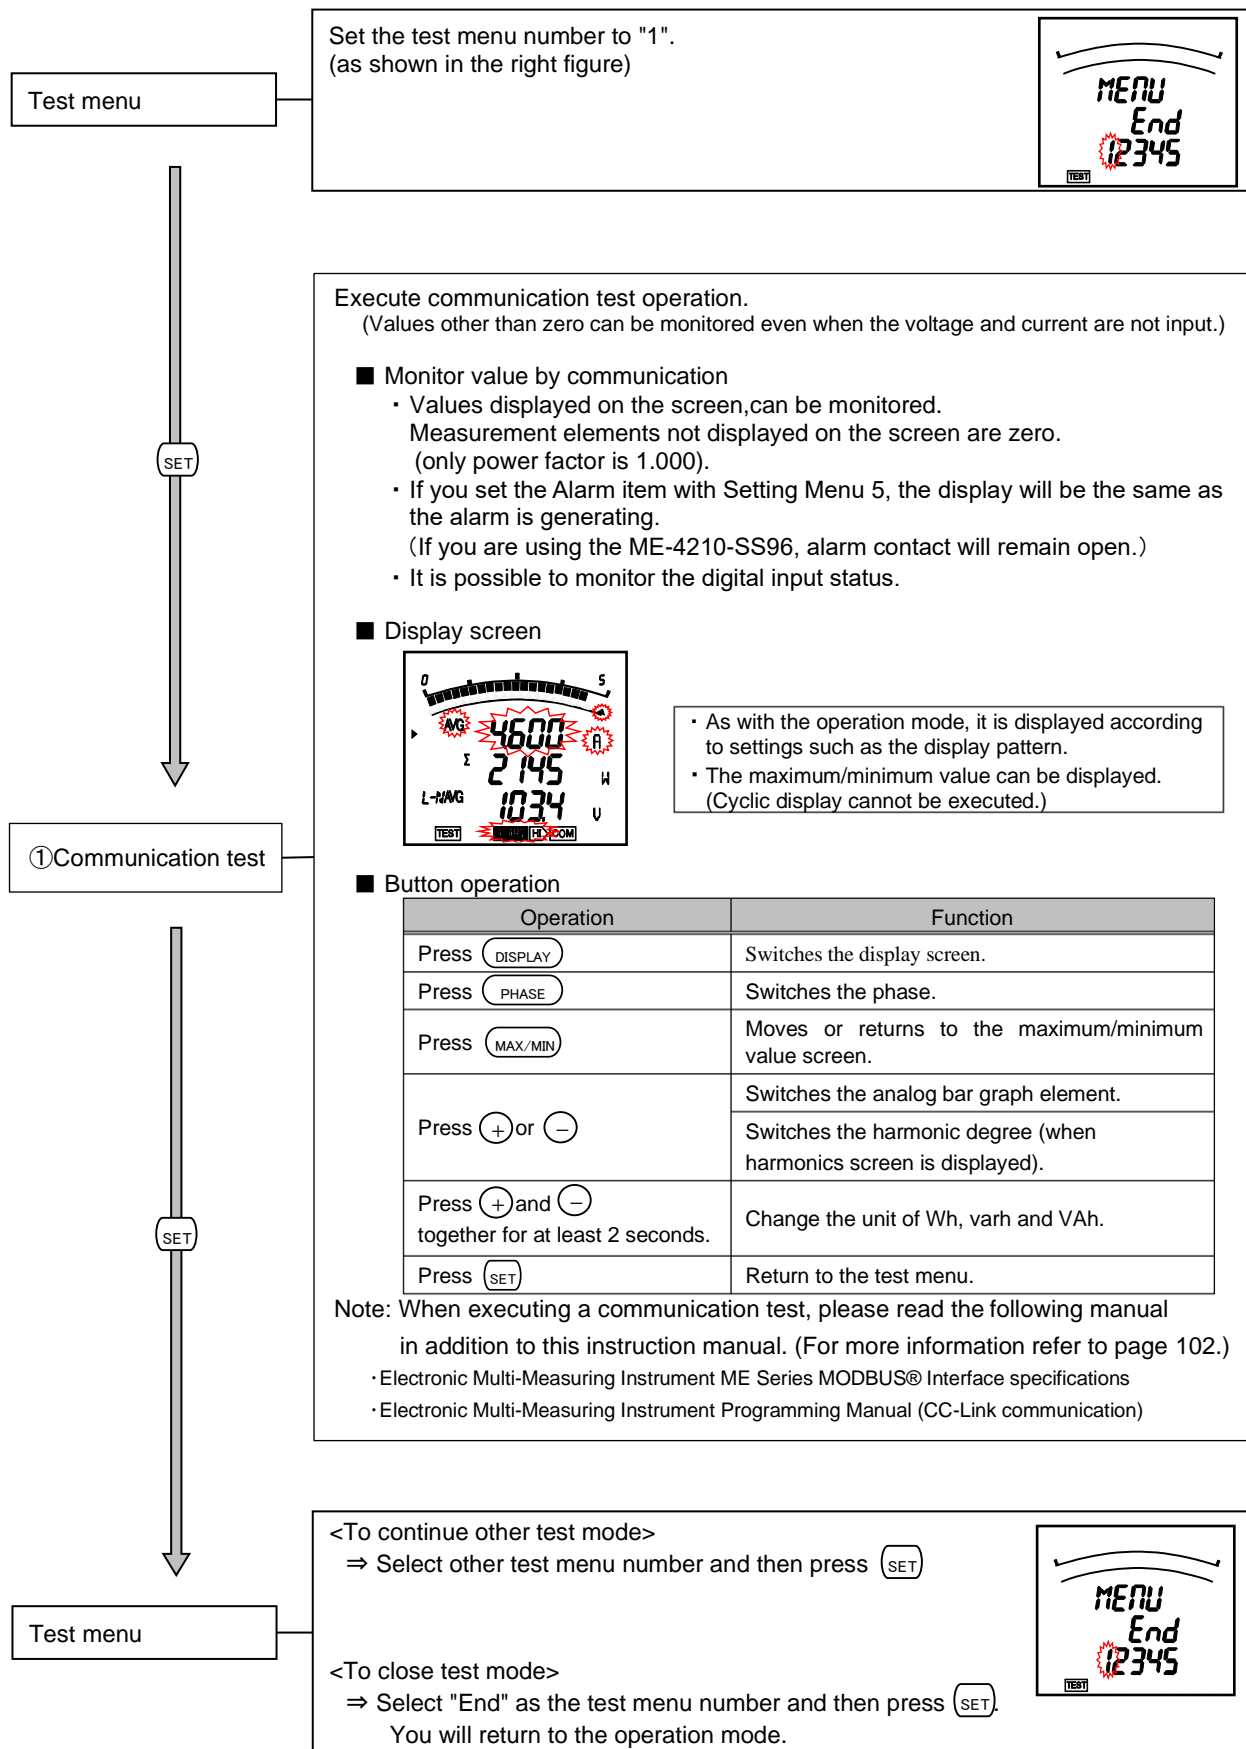 Set the test menu number to "1".
(as shown in the right figure)
Test menu
MENU
End
12345
TEST
SET
Execute communication test operation.
(Values other than zero can be monitored even when the voltage and current are not input.)
■ Monitor value by communication
・Values displayed on the screen,can be monitored.
Measurement elements not displayed on the screen are zero.
(only power factor is 1.000).
・If you set the Alarm item with Setting Menu 5, the display will be the same as
the alarm is generating.
（If you are using the ME-4210-SS96, alarm contact will remain open.）
・It is possible to monitor the digital input status.
■ Display screen
0 5
AVG 4600 A
Σ 2145 W
L-N AVG 103.4 V
TEST HI COM
・As with the operation mode, it is displayed according
to settings such as the display pattern.
・The maximum/minimum value can be displayed.
(Cyclic display cannot be executed.)
①Communication test
■ Button operation
Operation Function
Press DISPLAY Switches the display screen.
Press PHASE Switches the phase.
Press MAX/MIN Moves or returns to the maximum/minimum
value screen.
Press + or − Switches the analog bar graph element.
Switches the harmonic degree (when
harmonics screen is displayed).
Press + and −
together for at least 2 seconds. Change the unit of Wh, varh and VAh.
Press SET Return to the test menu.
SET
Note: When executing a communication test, please read the following manual
in addition to this instruction manual. (For more information refer to page 102.)
・Electronic Multi-Measuring Instrument ME Series MODBUS® Interface specifications
・Electronic Multi-Measuring Instrument Programming Manual (CC-Link communication)
<To continue other test mode>
⇒ Select other test menu number and then press SET
Test menu
MENU
End
12345
TEST
<To close test mode>
⇒ Select "End" as the test menu number and then press SET.
You will return to the operation mode.